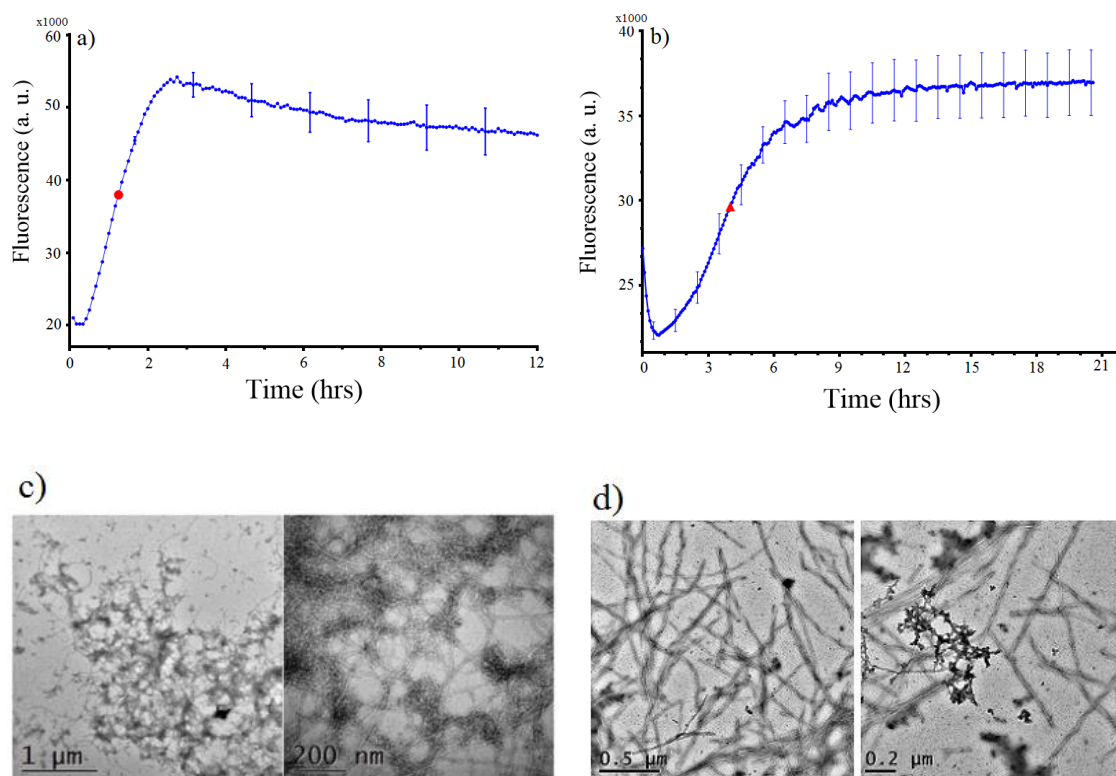 x1000
60
a)
50
40
30
20
Fluorescence (a. u.)
0
2
4
6
8
10
12
Time (hrs)
x1000
40
b)
35
30
25
Fluorescence (a. u.)
0
3
6
9
12
15
18
21
Time (hrs)
c)
1 µm
200 nm
d)
0.5 µm
0.2 µm